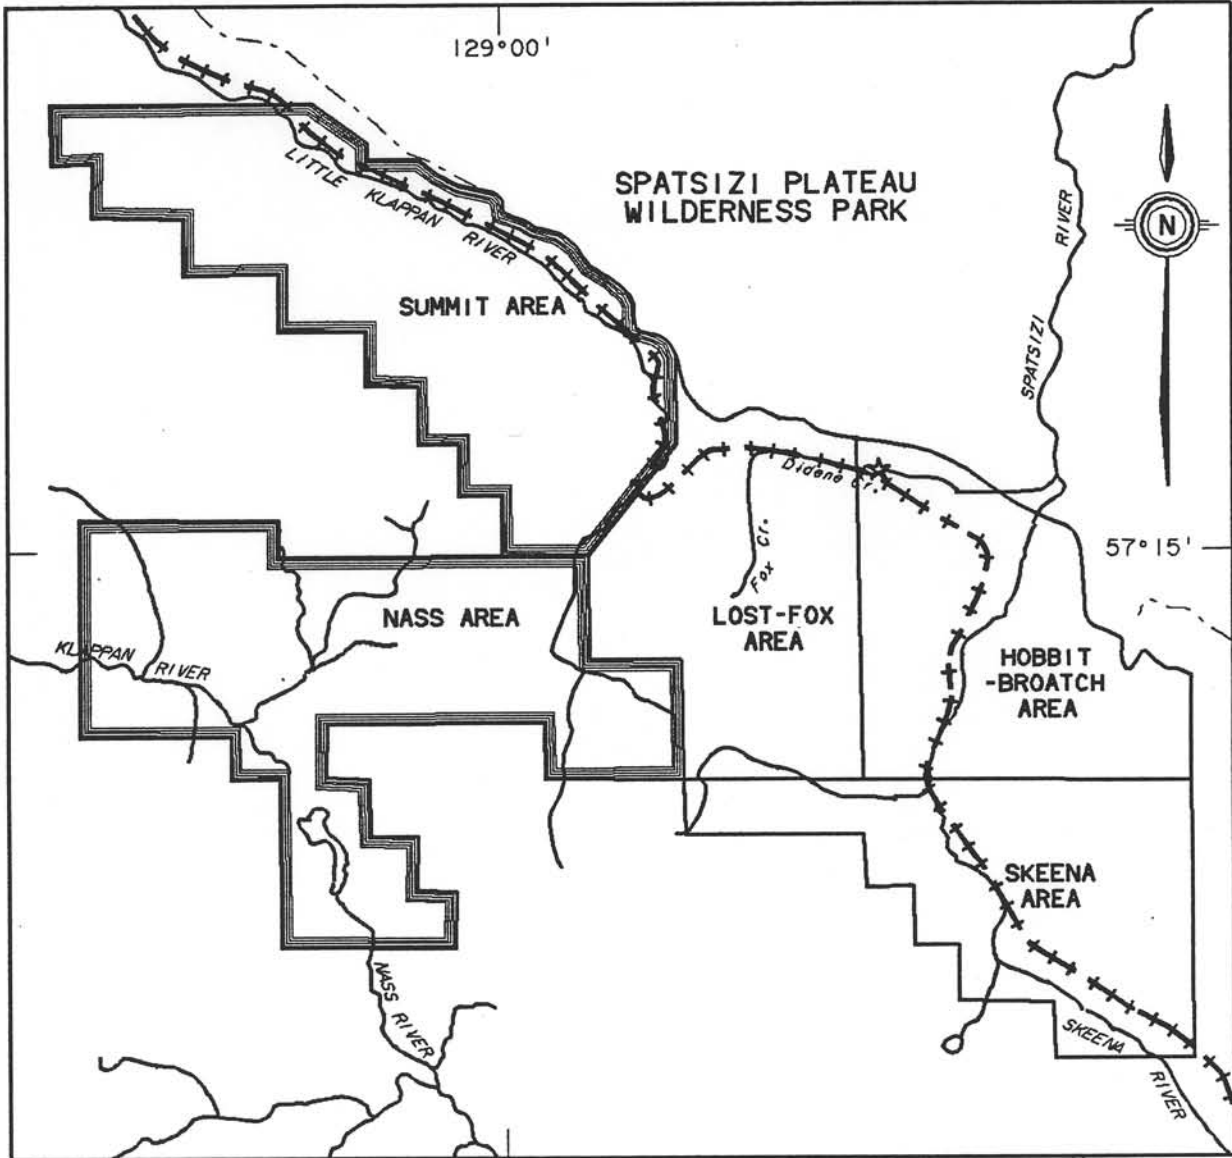 129°00'
SPATSIZI PLATEAU
WILDERNESS PARK
LITTLE KLAPPAN RIVER
N
SPATSIZI RIVER
SUMMIT AREA
Didene Cr.
57°15'
Fox Cr.
NASS AREA
LOST-FOX
AREA
KLAPPAN RIVER
HOBBIT
-BROATCH
AREA
SKEENA
AREA
NASS RIVER
SKEENA RIVER